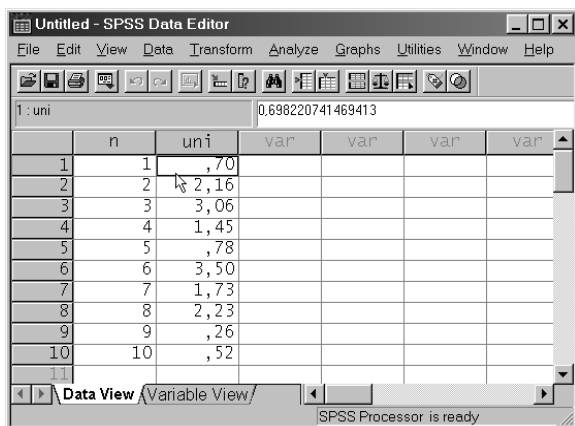 Untitled - SPSS Data Editor
File Edit View Data Transform Analyze Graphs Utilities Window Help
1 : uni 0,698220741469413
n uni var var var var
1 1 ,70
2 2 2,16
3 3 3,06
4 4 1,45
5 5 ,78
6 6 3,50
7 7 1,73
8 8 2,23
9 9 ,26
10 10 ,52
11
Data View Variable View
SPSS Processor is ready